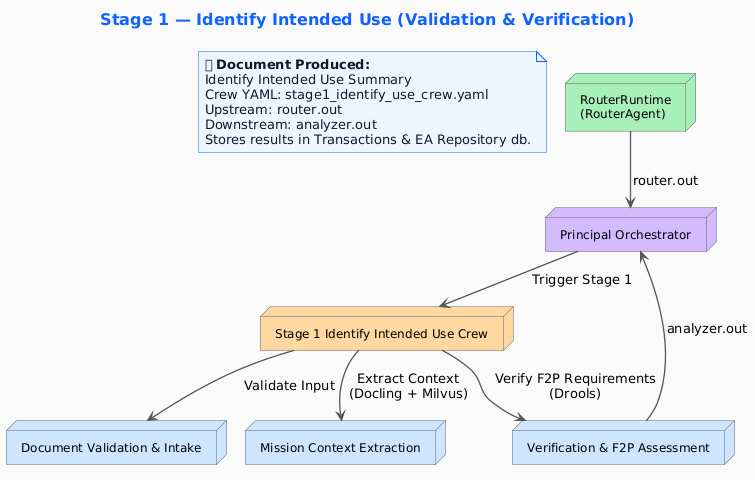 Stage 1 — Identify Intended Use (Validation & Verification)
Document Produced:
Identify Intended Use Summary
Crew YAML: stage1_identify_use_crew.yaml
Upstream: router.out
Downstream: analyzer.out
Stores results in Transactions & EA Repository db.
RouterRuntime
(RouterAgent)
router.out
Principal Orchestrator
Trigger Stage 1
analyzer.out
Stage 1 Identify Intended Use Crew
Validate Input
Extract Context
(Docling + Milvus)
Verify F2P Requirements
(Drools)
Document Validation & Intake
Mission Context Extraction
Verification & F2P Assessment